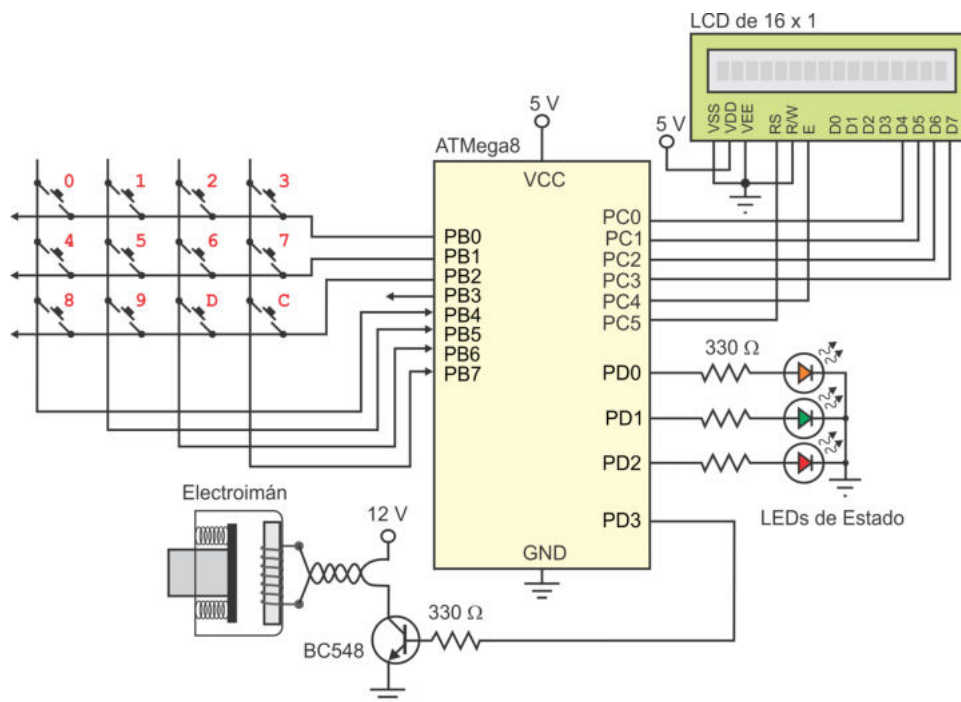 LCD de 16 x 1
VSS VDD VEE RS R/W E D0 D1 D2 D3 D4 D5 D6 D7
5 V
5 V
ATMega8
VCC
0 1 2 3
4 5 6 7
8 9 D C
PB0
PB1
PB2
PB3
PB4
PB5
PB6
PB7
PC0
PC1
PC2
PC3
PC4
PC5
330 Ω
PD0
PD1
PD2
PD3
LEDs de Estado
GND
Electroimán
12 V
330 Ω
BC548